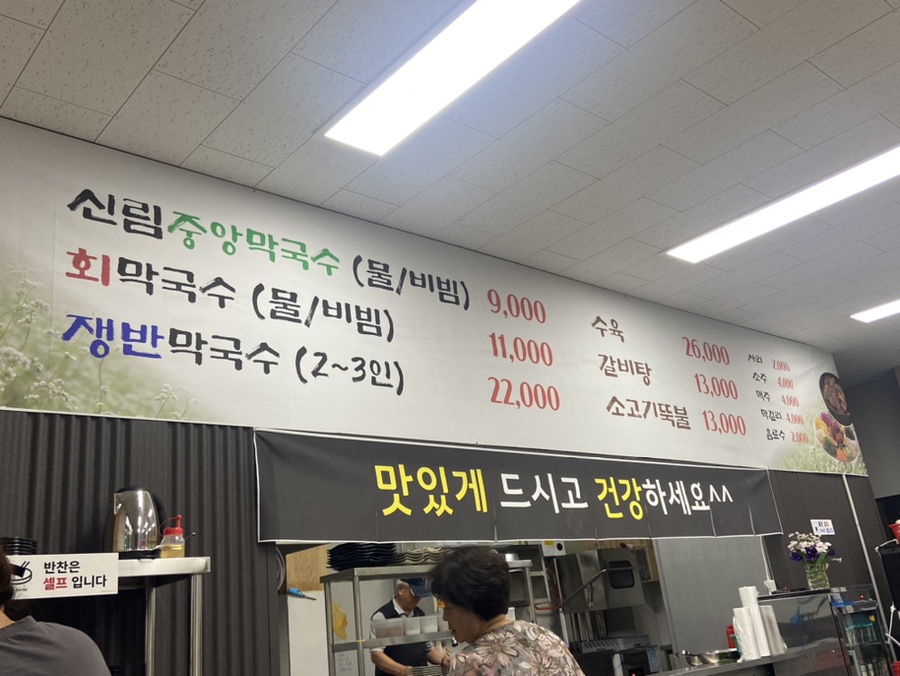 신림중앙막국수 (물/비빔) 9,000
회막국수 (물/비빔) 11,000
쟁반막국수 (2~3인) 22,000
수육 26,000
갈비탕 13,000
소고기뚝불 13,000
사리 2,000
소주 4,000
맥주 4,000
막걸리 4,000
음료수 2,000
맛있게 드시고 건강하세요^^
반찬은
셀프입니다